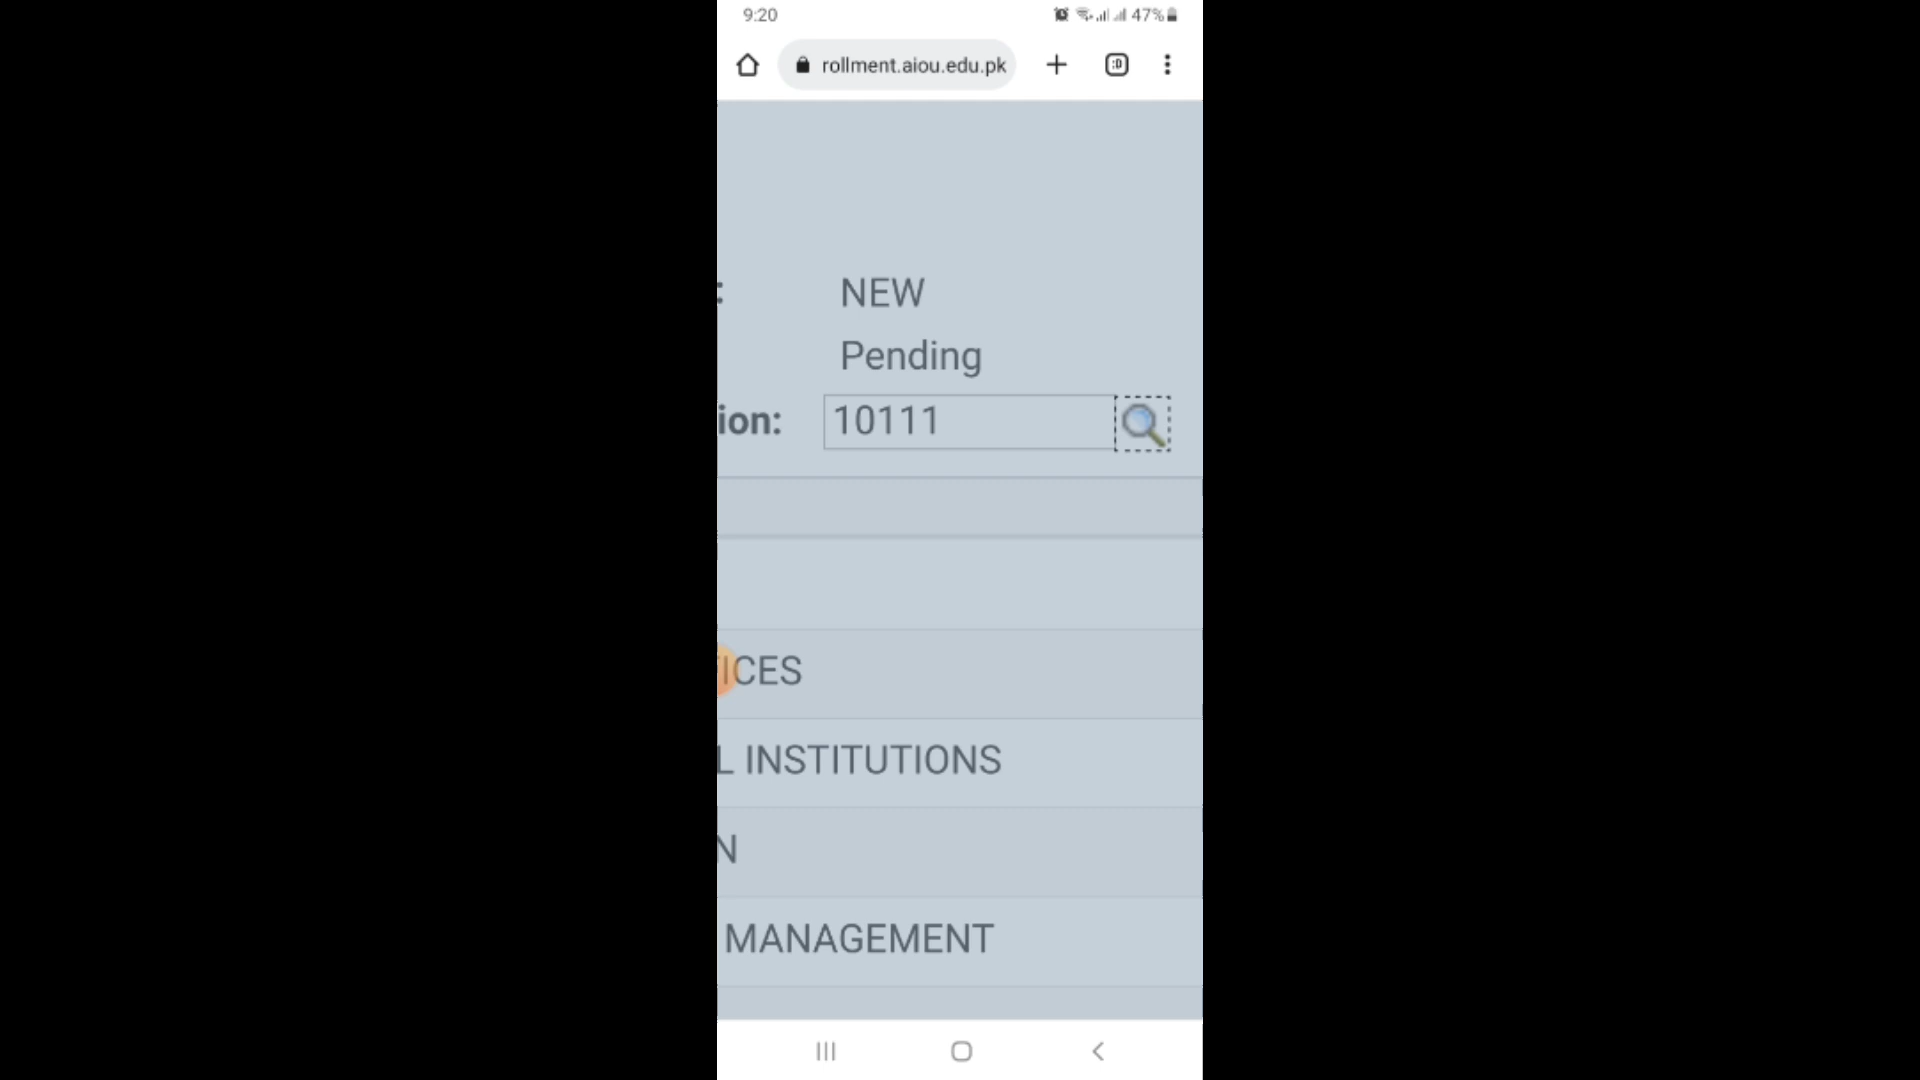 9:20
47%
rollment.aiou.edu.pk
:D
: NEW
Pending
ion: 10111
ICES
L INSTITUTIONS
N
MANAGEMENT